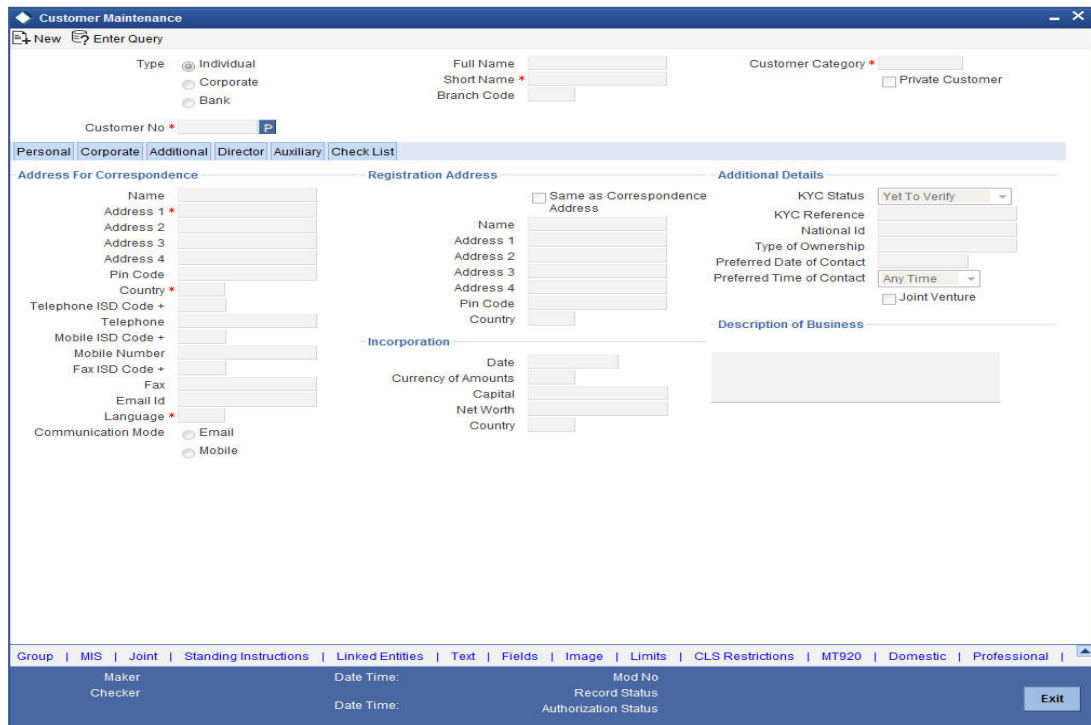 Customer Maintenance
New Enter Query
Type Individual
Corporate
Bank
Customer No * P
Full Name
Short Name *
Branch Code
Customer Category *
Private Customer
Personal Corporate Additional Director Auxiliary Check List
Address For Correspondence
Name
Address 1 *
Address 2
Address 3
Address 4
Pin Code
Country *
Telephone ISD Code +
Telephone
Mobile ISD Code +
Mobile Number
Fax ISD Code +
Fax
Email Id
Language *
Communication Mode Email
Mobile
Registration Address
Same as Correspondence
Address
Name
Address 1
Address 2
Address 3
Address 4
Pin Code
Country
Incorporation
Date
Currency of Amounts
Capital
Net Worth
Country
Additional Details
KYC Status Yet To Verify
KYC Reference
National Id
Type of Ownership
Preferred Date of Contact
Preferred Time of Contact Any Time
Joint Venture
Description of Business
Group | MIS | Joint | Standing Instructions | Linked Entities | Text | Fields | Image | Limits | CLS Restrictions | MT920 | Domestic | Professional |
Maker Date Time: Mod No
Checker Record Status
Date Time: Authorization Status
Exit